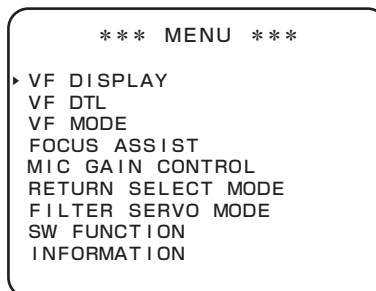 *** MENU ***
▸ VF DISPLAY
VF DTL
VF MODE
FOCUS ASSIST
MIC GAIN CONTROL
RETURN SELECT MODE
FILTER SERVO MODE
SW FUNCTION
INFORMATION